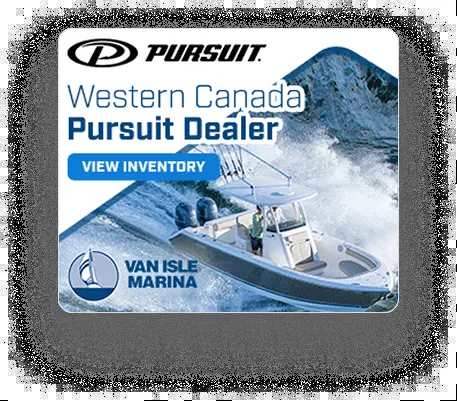 PURSUIT
Western Canada
Pursuit Dealer
VIEW INVENTORY
VAN ISLE
MARINA